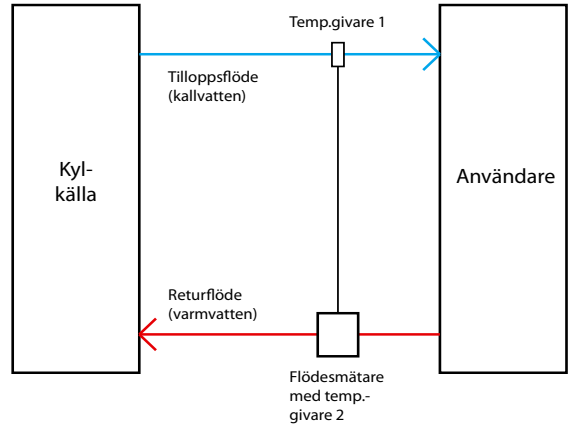 Temp.givare 1
Tilloppsflöde
(kallvatten)
Kyl-
källa
Användare
Returflöde
(varmvatten)
Flödesmätare
med temp.-
givare 2